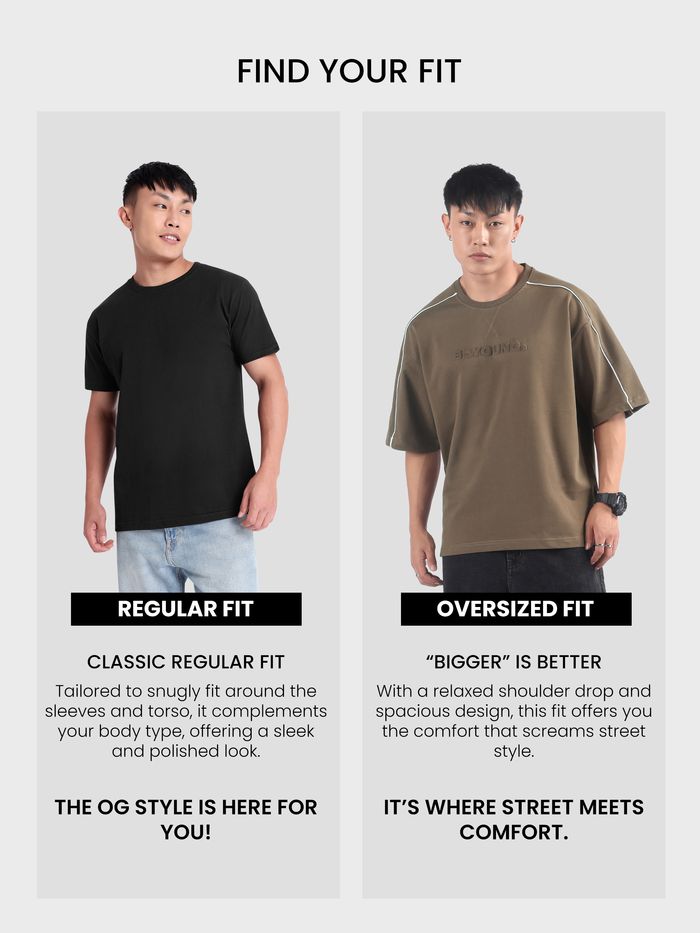 FIND YOUR FIT
REGULAR FIT
CLASSIC REGULAR FIT
Tailored to snugly fit around the
sleeves and torso, it complements
your body type, offering a sleek
and polished look.
THE OG STYLE IS HERE FOR
YOU!
OVERSIZED FIT
“BIGGER” IS BETTER
With a relaxed shoulder drop and
spacious design, this fit offers you
the comfort that screams street
style.
IT’S WHERE STREET MEETS
COMFORT.